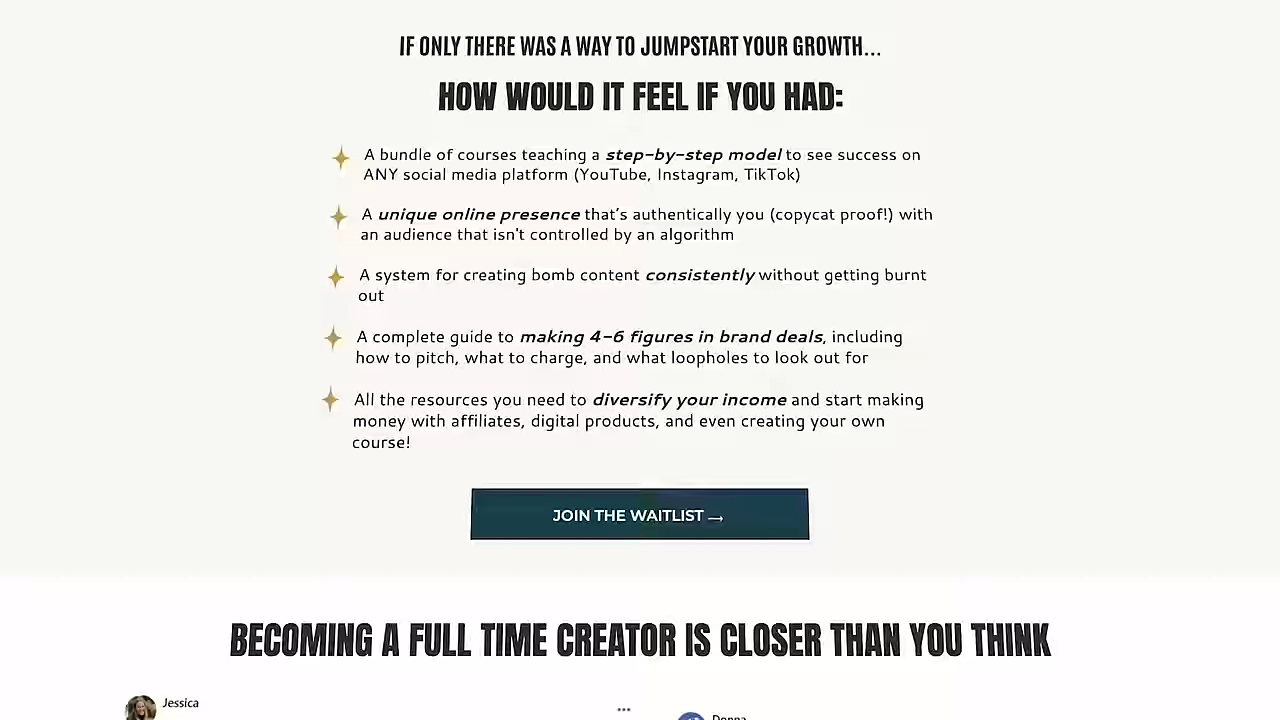 IF ONLY THERE WAS A WAY TO JUMPSTART YOUR GROWTH...
HOW WOULD IT FEEL IF YOU HAD:
A bundle of courses teaching a step-by-step model to see success on
ANY social media platform (YouTube, Instagram, TikTok)
A unique online presence that's authentically you (copycat proof!) with
an audience that isn't controlled by an algorithm
A system for creating bomb content consistently without getting burnt
out
A complete guide to making 4-6 figures in brand deals, including
how to pitch, what to charge, and what loopholes to look out for
All the resources you need to diversify your income and start making
money with affiliates, digital products, and even creating your own
course!
JOIN THE WAITLIST →
BECOMING A FULL TIME CREATOR IS CLOSER THAN YOU THINK
Jessica
...
Donna